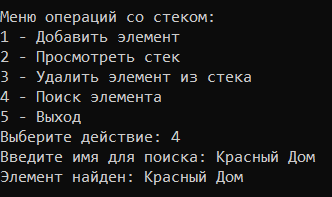 Меню операций со стеком:
1 - Добавить элемент
2 - Просмотреть стек
3 - Удалить элемент из стека
4 - Поиск элемента
5 - Выход
Выберите действие: 4
Введите имя для поиска: Красный Дом
Элемент найден: Красный Дом